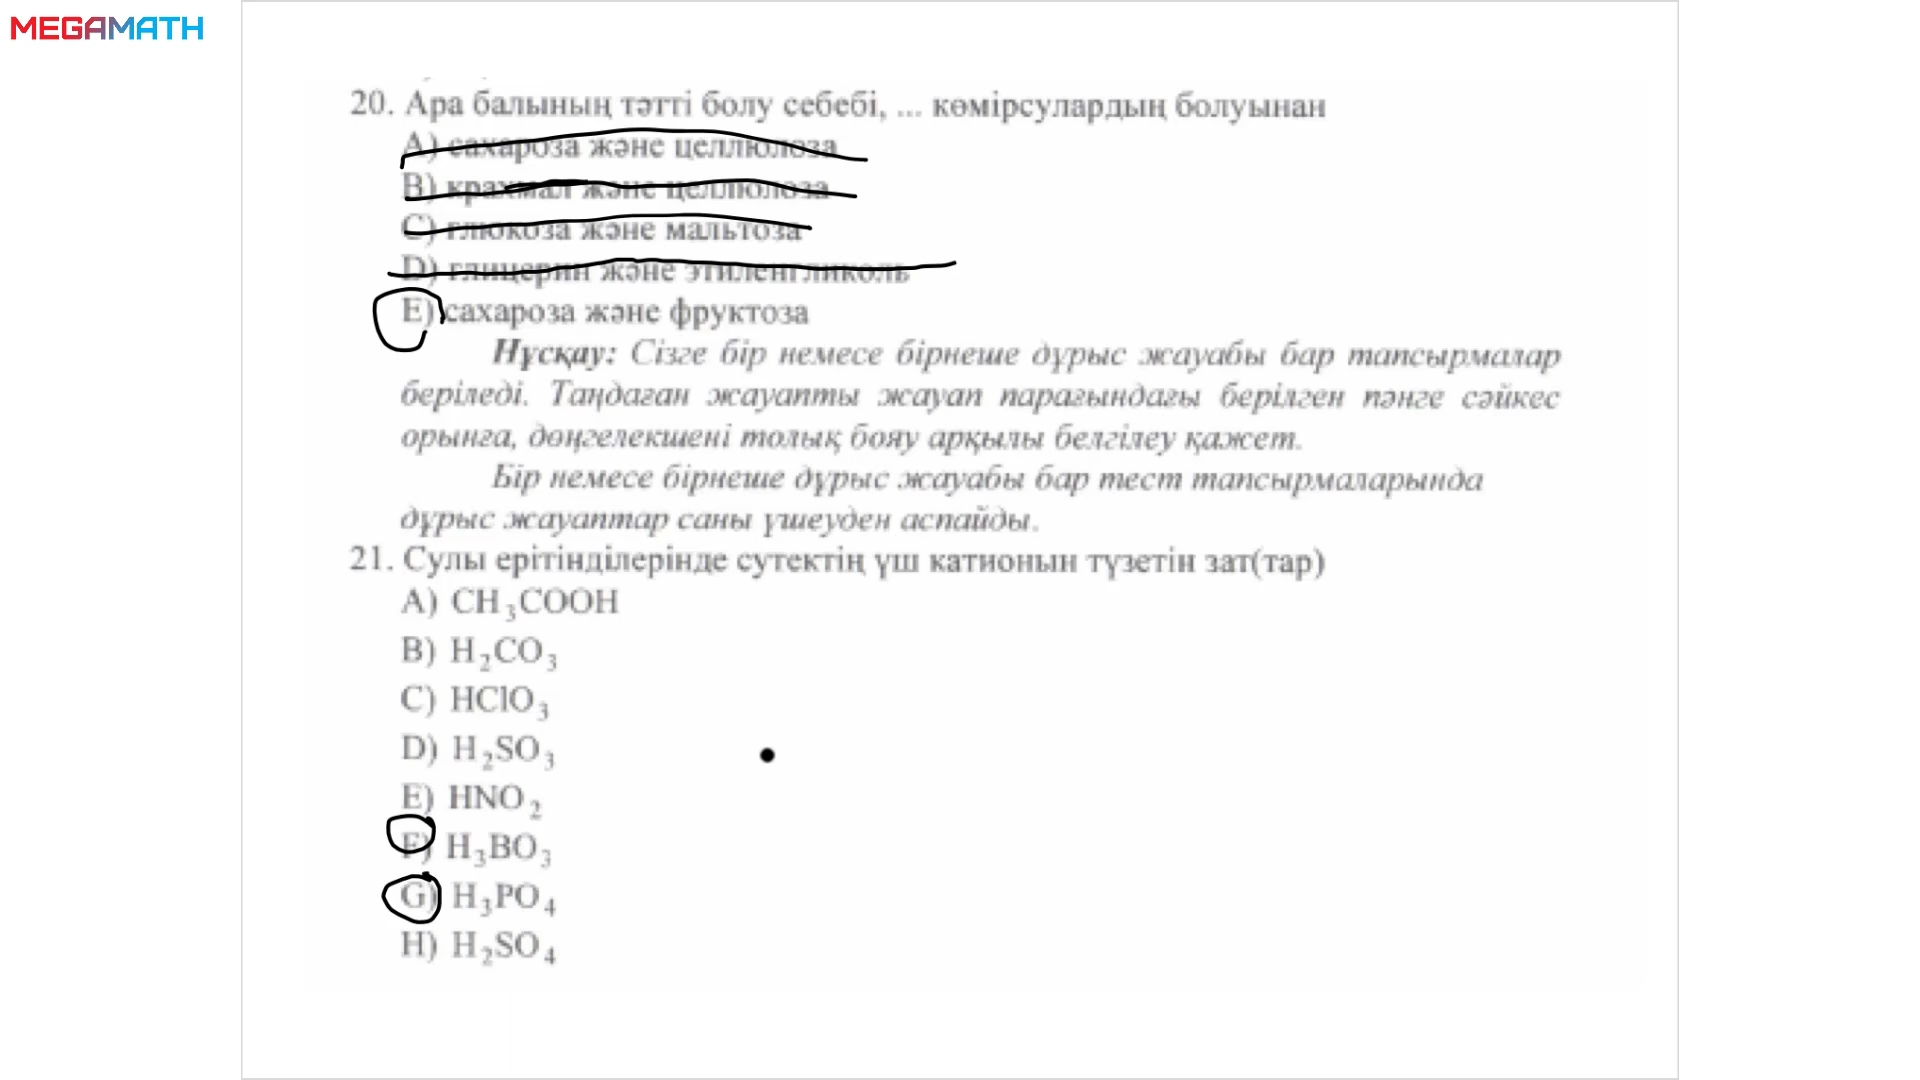 MEGAMATH
20. Ара балының тәтті болу себебі, ... көмірсулардың болуынан
A) сахароза және целлюлоза
B) крахмал және целлюлоза
C) глюкоза және мальтоза
D) глицерин және этиленгликоль
E) сахароза және фруктоза
Нұсқау: Сізге бір немесе бірнеше дұрыс жауабы бар тапсырмалар
беріледі. Таңдаған жауапты жауап парағындағы берілген пәнге сәйкес
орынға, дөңгелекшені толық бояу арқылы белгілеу қажет.
Бір немесе бірнеше дұрыс жауабы бар тест тапсырмаларында
дұрыс жауаптар саны үшеуден аспайды.
21. Сулы ерітінділерінде сутектің үш катионын түзетін зат(тар)
A) CH₃COOH
B) H₂CO₃
C) HClO₃
D) H₂SO₃
E) HNO₂
F) H₃BO₃
G) H₃PO₄
H) H₂SO₄